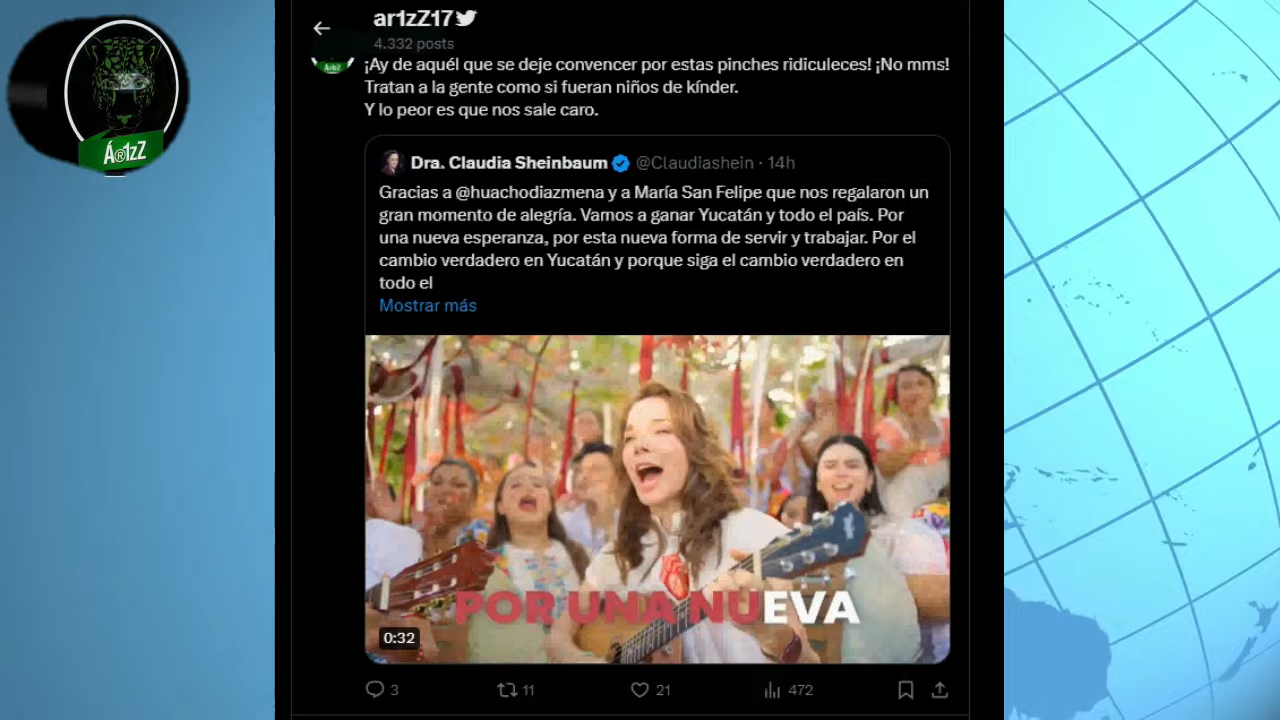 ar1zZ17
4.332 posts
¡Ay de aquél que se deje convencer por estas pinches ridiculeces! ¡No mms!
Tratan a la gente como si fueran niños de kínder.
Y lo peor es que nos sale caro.
Dra. Claudia Sheinbaum @Claudiashein · 14h
Gracias a @huachodiazmena y a María San Felipe que nos regalaron un
gran momento de alegría. Vamos a ganar Yucatán y todo el país. Por
una nueva esperanza, por esta nueva forma de servir y trabajar. Por el
cambio verdadero en Yucatán y porque siga el cambio verdadero en
todo el
Mostrar más
POR UNA NUEVA
0:32
3 11 21 472
Á®1zZ